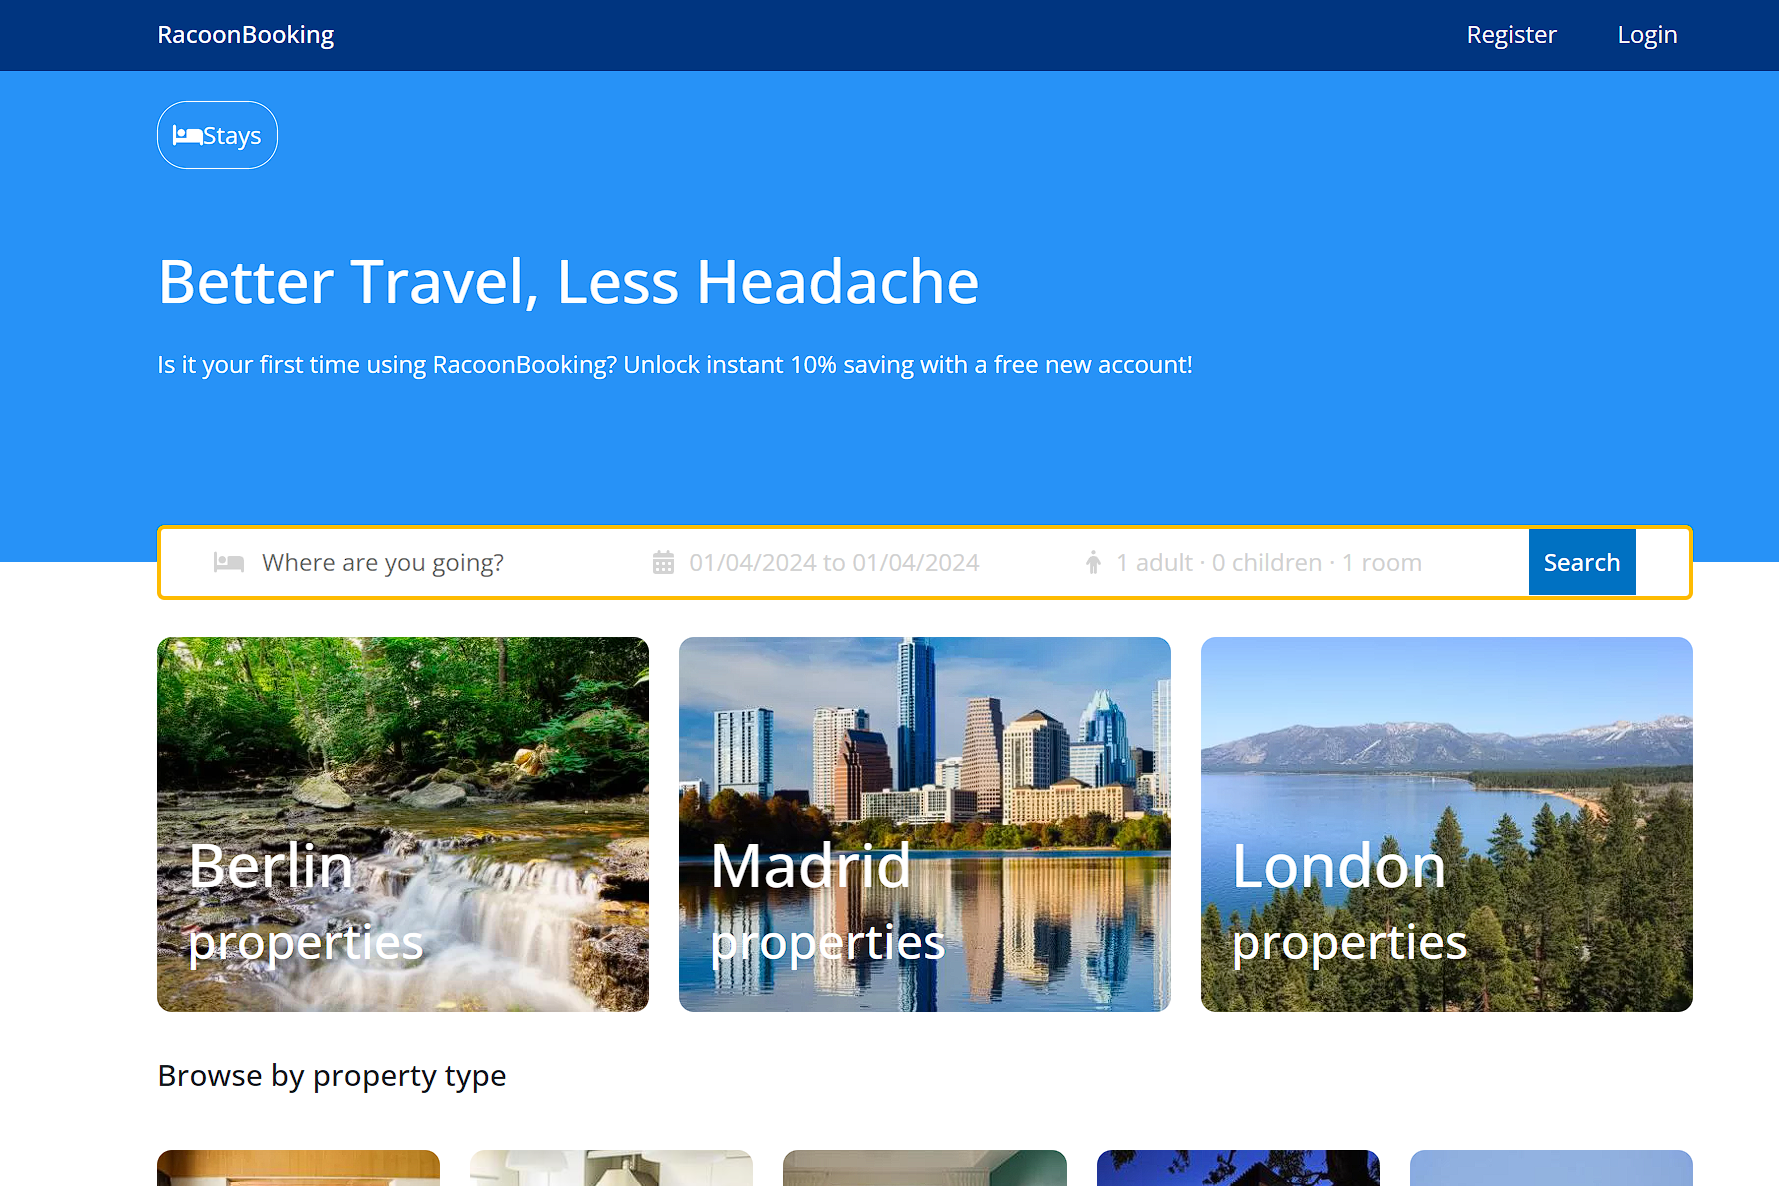 RacoonBooking
Register
Login
Stays
Better Travel, Less Headache
Is it your first time using RacoonBooking? Unlock instant 10% saving with a free new account!
Where are you going?
01/04/2024 to 01/04/2024
1 adult · 0 children · 1 room
Search
Berlin
properties
Madrid
properties
London
properties
Browse by property type